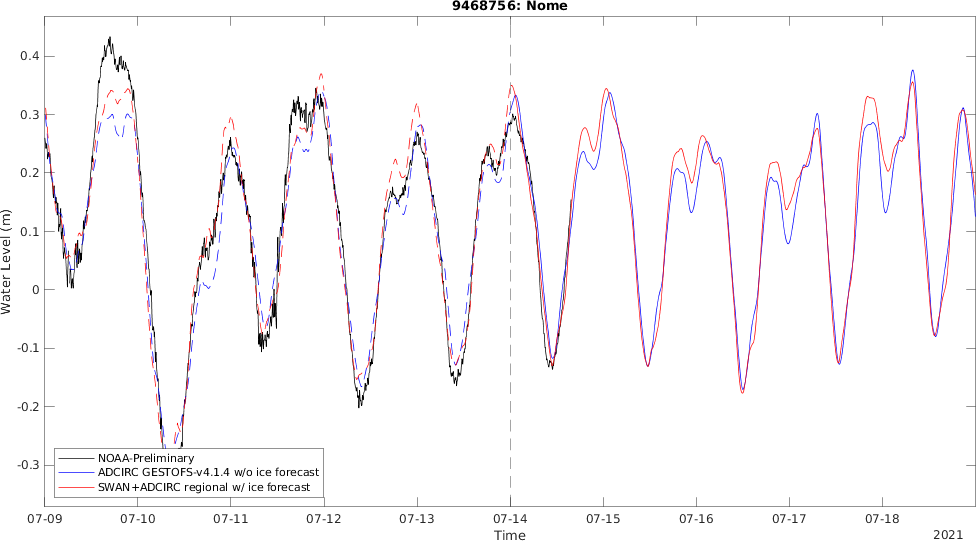 9468756: Nome
0.4
0.3
0.2
0.1
0
-0.1
-0.2
-0.3
Water Level (m)
NOAA-Preliminary
ADCIRC GESTOFS-v4.1.4 w/o ice forecast
SWAN+ADCIRC regional w/ ice forecast
07-09 07-10 07-11 07-12 07-13 07-14 07-15 07-16 07-17 07-18
Time
2021